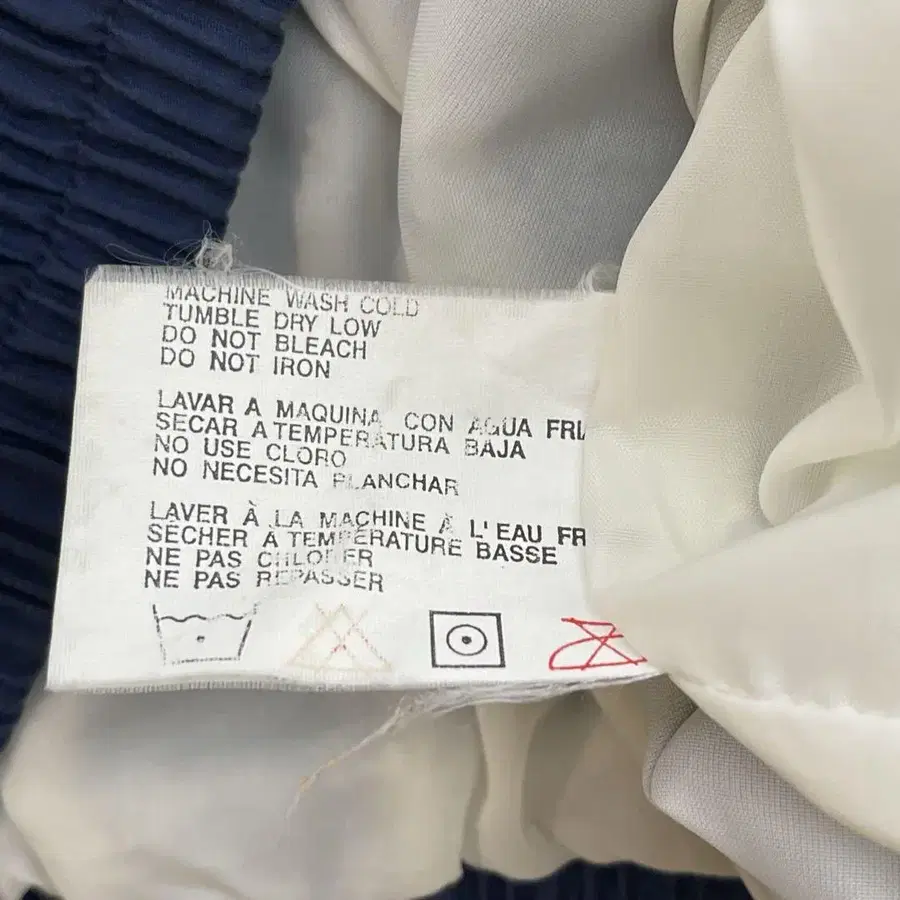 MACHINE WASH COLD
TUMBLE DRY LOW
DO NOT BLEACH
DO NOT IRON
LAVAR A MAQUINA CON AGUA FRI
SECAR A TEMPERATURA BAJA
NO USE CLORO
NO NECESITA PLANCHAR
LAVER À LA MACHINE À L'EAU FR
SÉCHER À TEMPÉRATURE BASSE
NE PAS CHLORER
NE PAS REPASSER